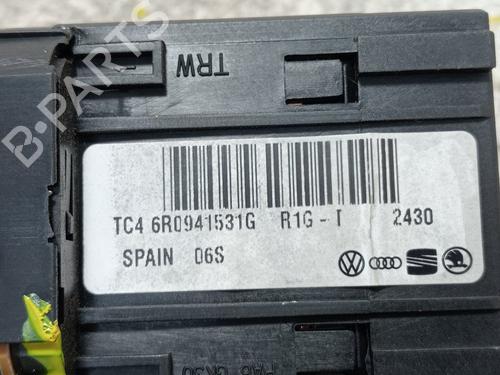 TRW
B-PARTS
TC4 6R0941531G R1G-T 2430
SPAIN 06S